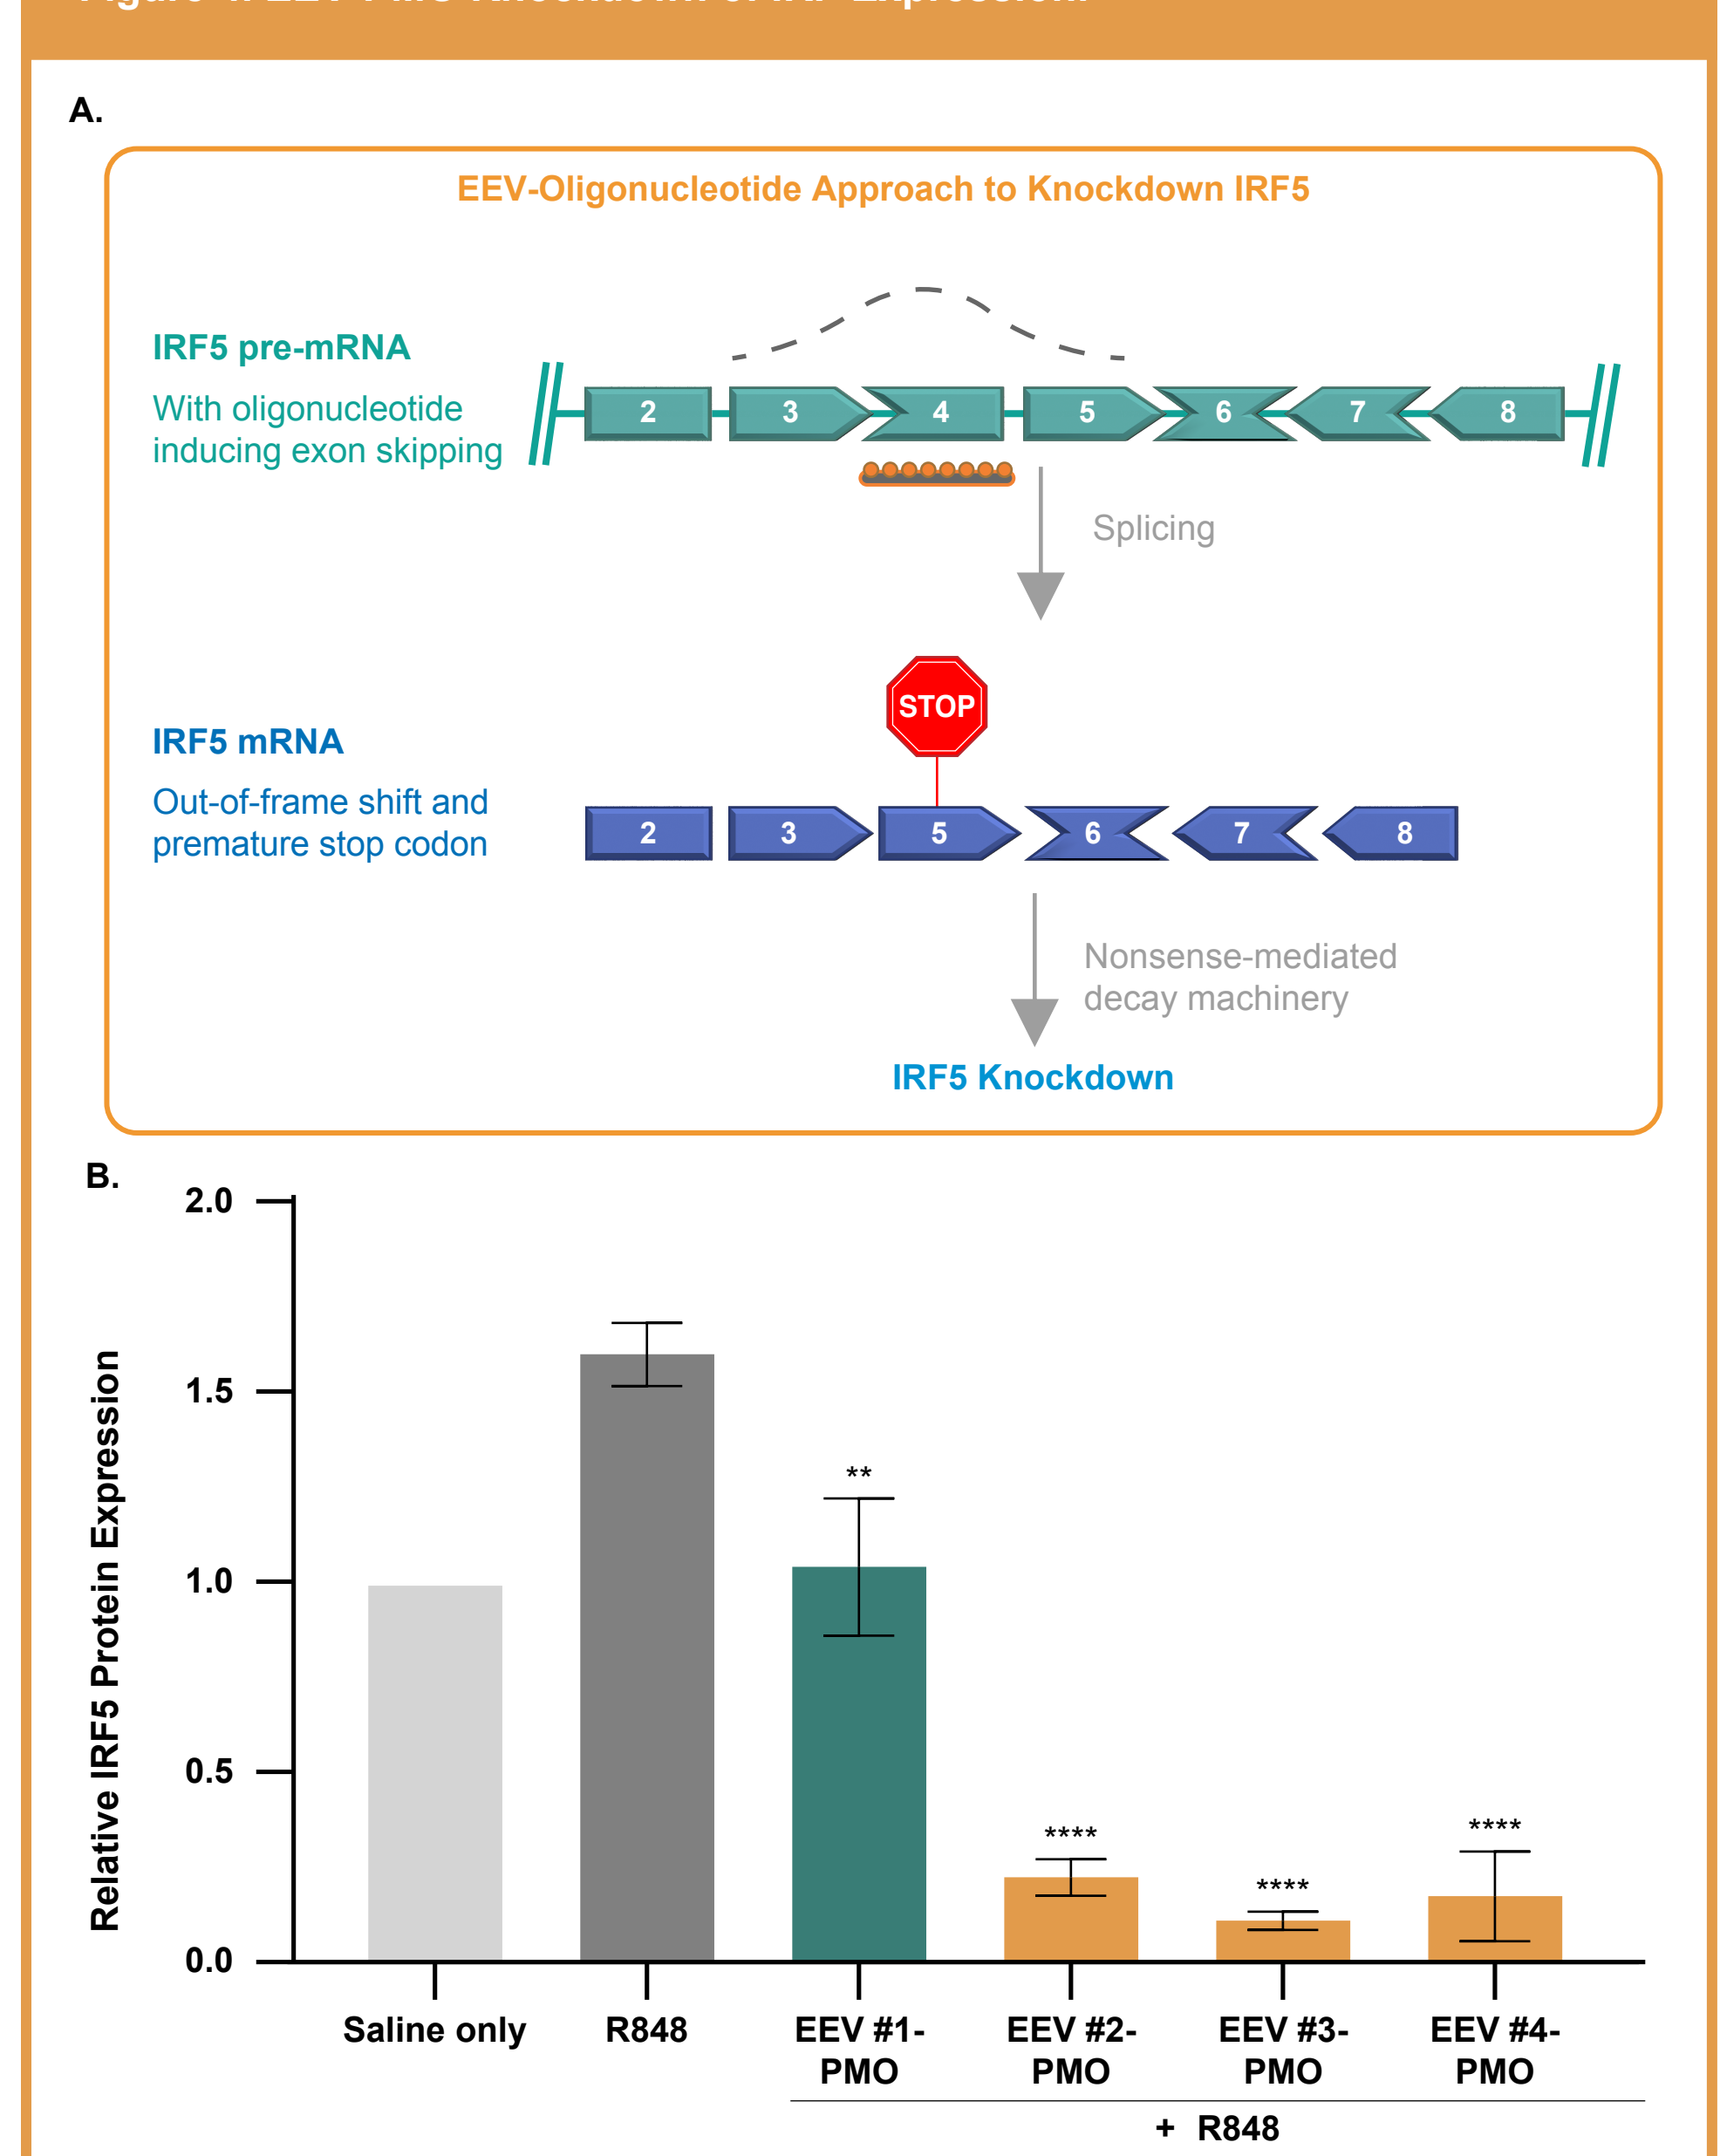 A.
EEV-Oligonucleotide Approach to Knockdown IRF5
IRF5 pre-mRNA
With oligonucleotide
inducing exon skipping
2 3 4 5 6 7 8
Splicing
STOP
IRF5 mRNA
Out-of-frame shift and
premature stop codon
2 3 5 6 7 8
Nonsense-mediated
decay machinery
IRF5 Knockdown
B.
Relative IRF5 Protein Expression
2.0
1.5
1.0
0.5
0.0
**
****
****
****
Saline only
R848
EEV #1-
PMO
EEV #2-
PMO
EEV #3-
PMO
EEV #4-
PMO
+ R848